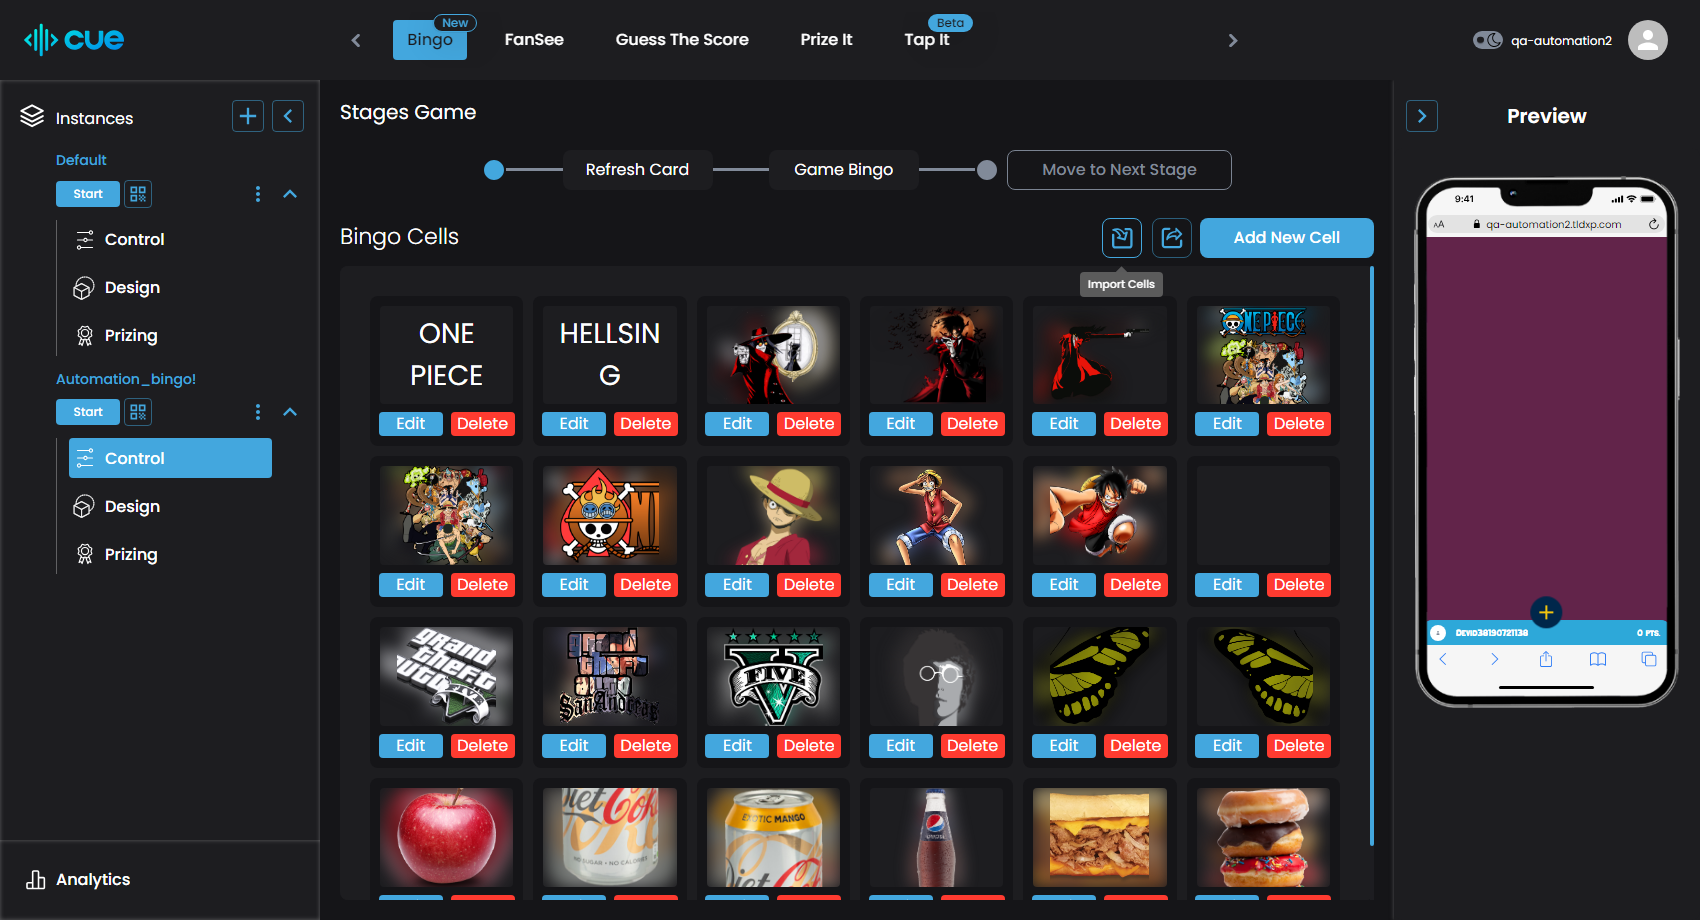 cue
Bingo
New
FanSee
Guess The Score
Prize It
Tap It
Beta
qa-automation2
Instances
Default
Start
Control
Design
Prizing
Automation_bingo!
Start
Control
Design
Prizing
Analytics
Stages Game
Refresh Card
Game Bingo
Move to Next Stage
Bingo Cells
Add New Cell
Import Cells
ONE
PIECE
HELLSIN
G
ONE PIECE
Edit Delete Edit Delete Edit Delete Edit Delete Edit Delete Edit Delete
Edit Delete Edit Delete Edit Delete Edit Delete Edit Delete Edit Delete
grand
theft
auto
FIVE
grand
theft
auto
San Andreas
V
FIVE
Edit Delete Edit Delete Edit Delete Edit Delete Edit Delete Edit Delete
Diet
Coke
NO SUGAR • NO CALORIES
EXOTIC MANGO
Diet Coke
pepsi
Preview
9:41
AA
qa-automation2.tldxp.com
DEVID38190721138
0 PTS.